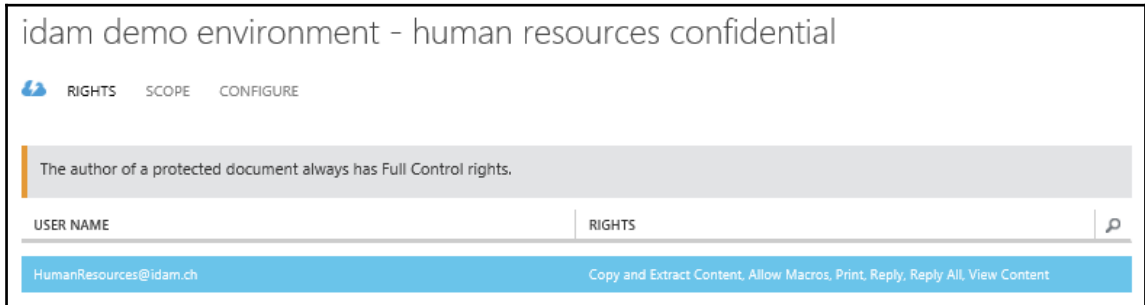 idam demo environment - human resources confidential
RIGHTS SCOPE CONFIGURE
The author of a protected document always has Full Control rights.
USER NAME RIGHTS
HumanResources@idam.ch Copy and Extract Content, Allow Macros, Print, Reply, Reply All, View Content